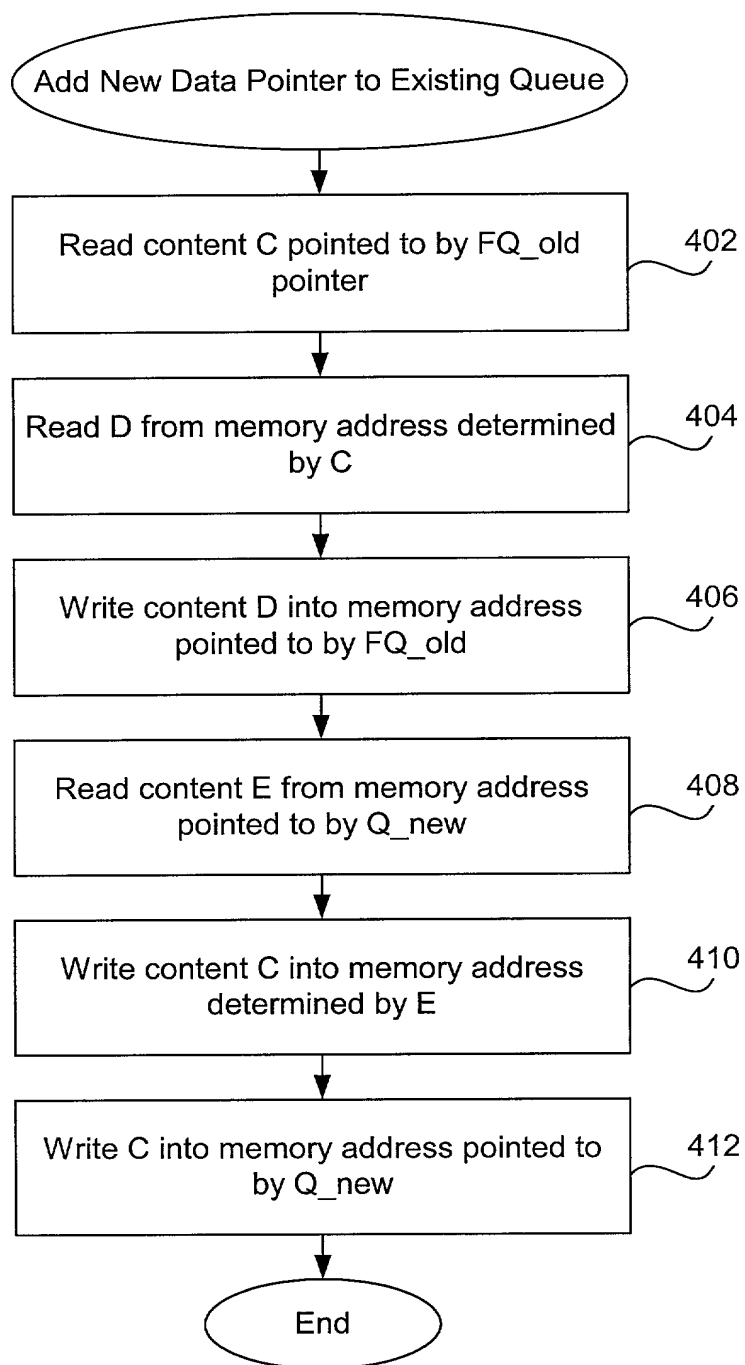 Add New Data Pointer to Existing Queue
Read content C pointed to by FQ_old
pointer
402
Read D from memory address determined
by C
404
Write content D into memory address
pointed to by FQ_old
406
Read content E from memory address
pointed to by Q_new
408
Write content C into memory address
determined by E
410
Write C into memory address pointed to
by Q_new
412
End